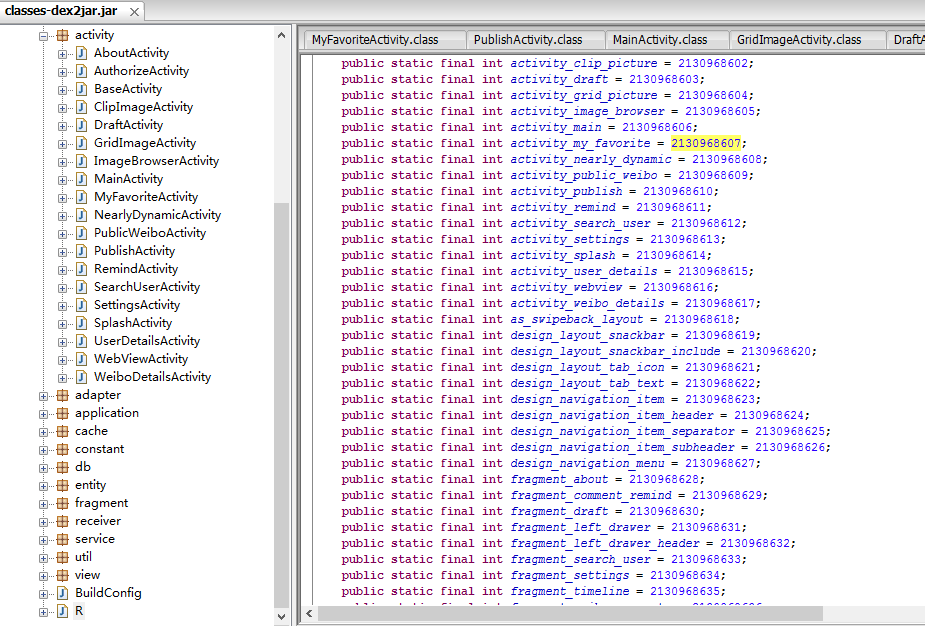 classes-dex2jar.jar
activity
AboutActivity
AuthorizeActivity
BaseActivity
ClipImageActivity
DraftActivity
GridImageActivity
ImageBrowserActivity
MainActivity
MyFavoriteActivity
NearlyDynamicActivity
PublicWeiboActivity
PublishActivity
RemindActivity
SearchUserActivity
SettingsActivity
SplashActivity
UserDetailsActivity
WebViewActivity
WeiboDetailsActivity
adapter
application
cache
constant
db
entity
fragment
receiver
service
util
view
BuildConfig
R
MyFavoriteActivity.class PublishActivity.class MainActivity.class GridImageActivity.class DraftA
public static final int activity_clip_picture = 2130968602;
public static final int activity_draft = 2130968603;
public static final int activity_grid_picture = 2130968604;
public static final int activity_image_browser = 2130968605;
public static final int activity_main = 2130968606;
public static final int activity_my_favorite = 2130968607;
public static final int activity_nearly_dynamic = 2130968608;
public static final int activity_public_weibo = 2130968609;
public static final int activity_publish = 2130968610;
public static final int activity_remind = 2130968611;
public static final int activity_search_user = 2130968612;
public static final int activity_settings = 2130968613;
public static final int activity_splash = 2130968614;
public static final int activity_user_details = 2130968615;
public static final int activity_webview = 2130968616;
public static final int activity_weibo_details = 2130968617;
public static final int as_swipeback_layout = 2130968618;
public static final int design_layout_snackbar = 2130968619;
public static final int design_layout_snackbar_include = 2130968620;
public static final int design_layout_tab_icon = 2130968621;
public static final int design_layout_tab_text = 2130968622;
public static final int design_navigation_item = 2130968623;
public static final int design_navigation_item_header = 2130968624;
public static final int design_navigation_item_separator = 2130968625;
public static final int design_navigation_item_subheader = 2130968626;
public static final int design_navigation_menu = 2130968627;
public static final int fragment_about = 2130968628;
public static final int fragment_comment_remind = 2130968629;
public static final int fragment_draft = 2130968630;
public static final int fragment_left_drawer = 2130968631;
public static final int fragment_left_drawer_header = 2130968632;
public static final int fragment_search_user = 2130968633;
public static final int fragment_settings = 2130968634;
public static final int fragment_timeline = 2130968635;